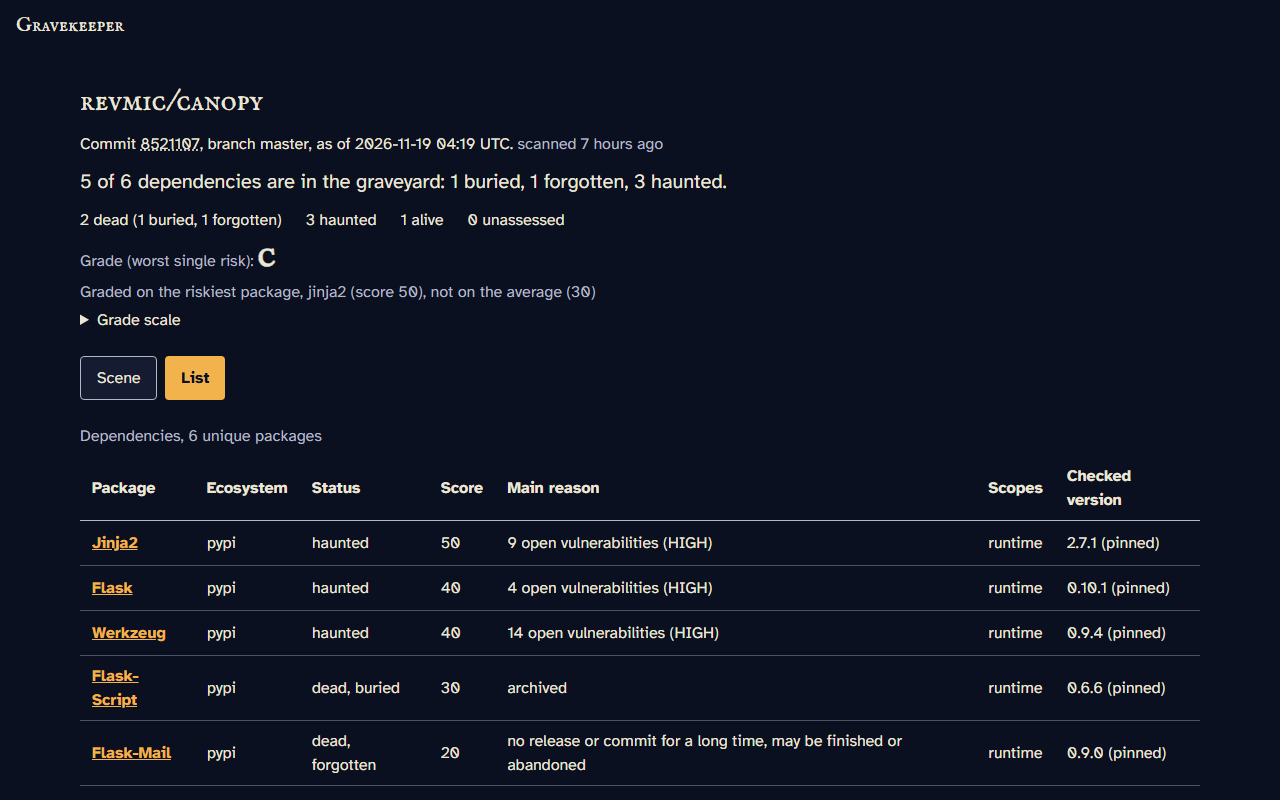 Gravekeeper
revmic/canopy
Commit 8521107, branch master, as of 2026-11-19 04:19 UTC. scanned 7 hours ago
5 of 6 dependencies are in the graveyard: 1 buried, 1 forgotten, 3 haunted.
2 dead (1 buried, 1 forgotten) 3 haunted 1 alive 0 unassessed
Grade (worst single risk): C
Graded on the riskiest package, jinja2 (score 50), not on the average (30)
▶ Grade scale
Scene List
Dependencies, 6 unique packages
Package Ecosystem Status Score Main reason Scopes Checked version
Jinja2 pypi haunted 50 9 open vulnerabilities (HIGH) runtime 2.7.1 (pinned)
Flask pypi haunted 40 4 open vulnerabilities (HIGH) runtime 0.10.1 (pinned)
Werkzeug pypi haunted 40 14 open vulnerabilities (HIGH) runtime 0.9.4 (pinned)
Flask-Script pypi dead, buried 30 archived runtime 0.6.6 (pinned)
Flask-Mail pypi dead, forgotten 20 no release or commit for a long time, may be finished or abandoned runtime 0.9.0 (pinned)